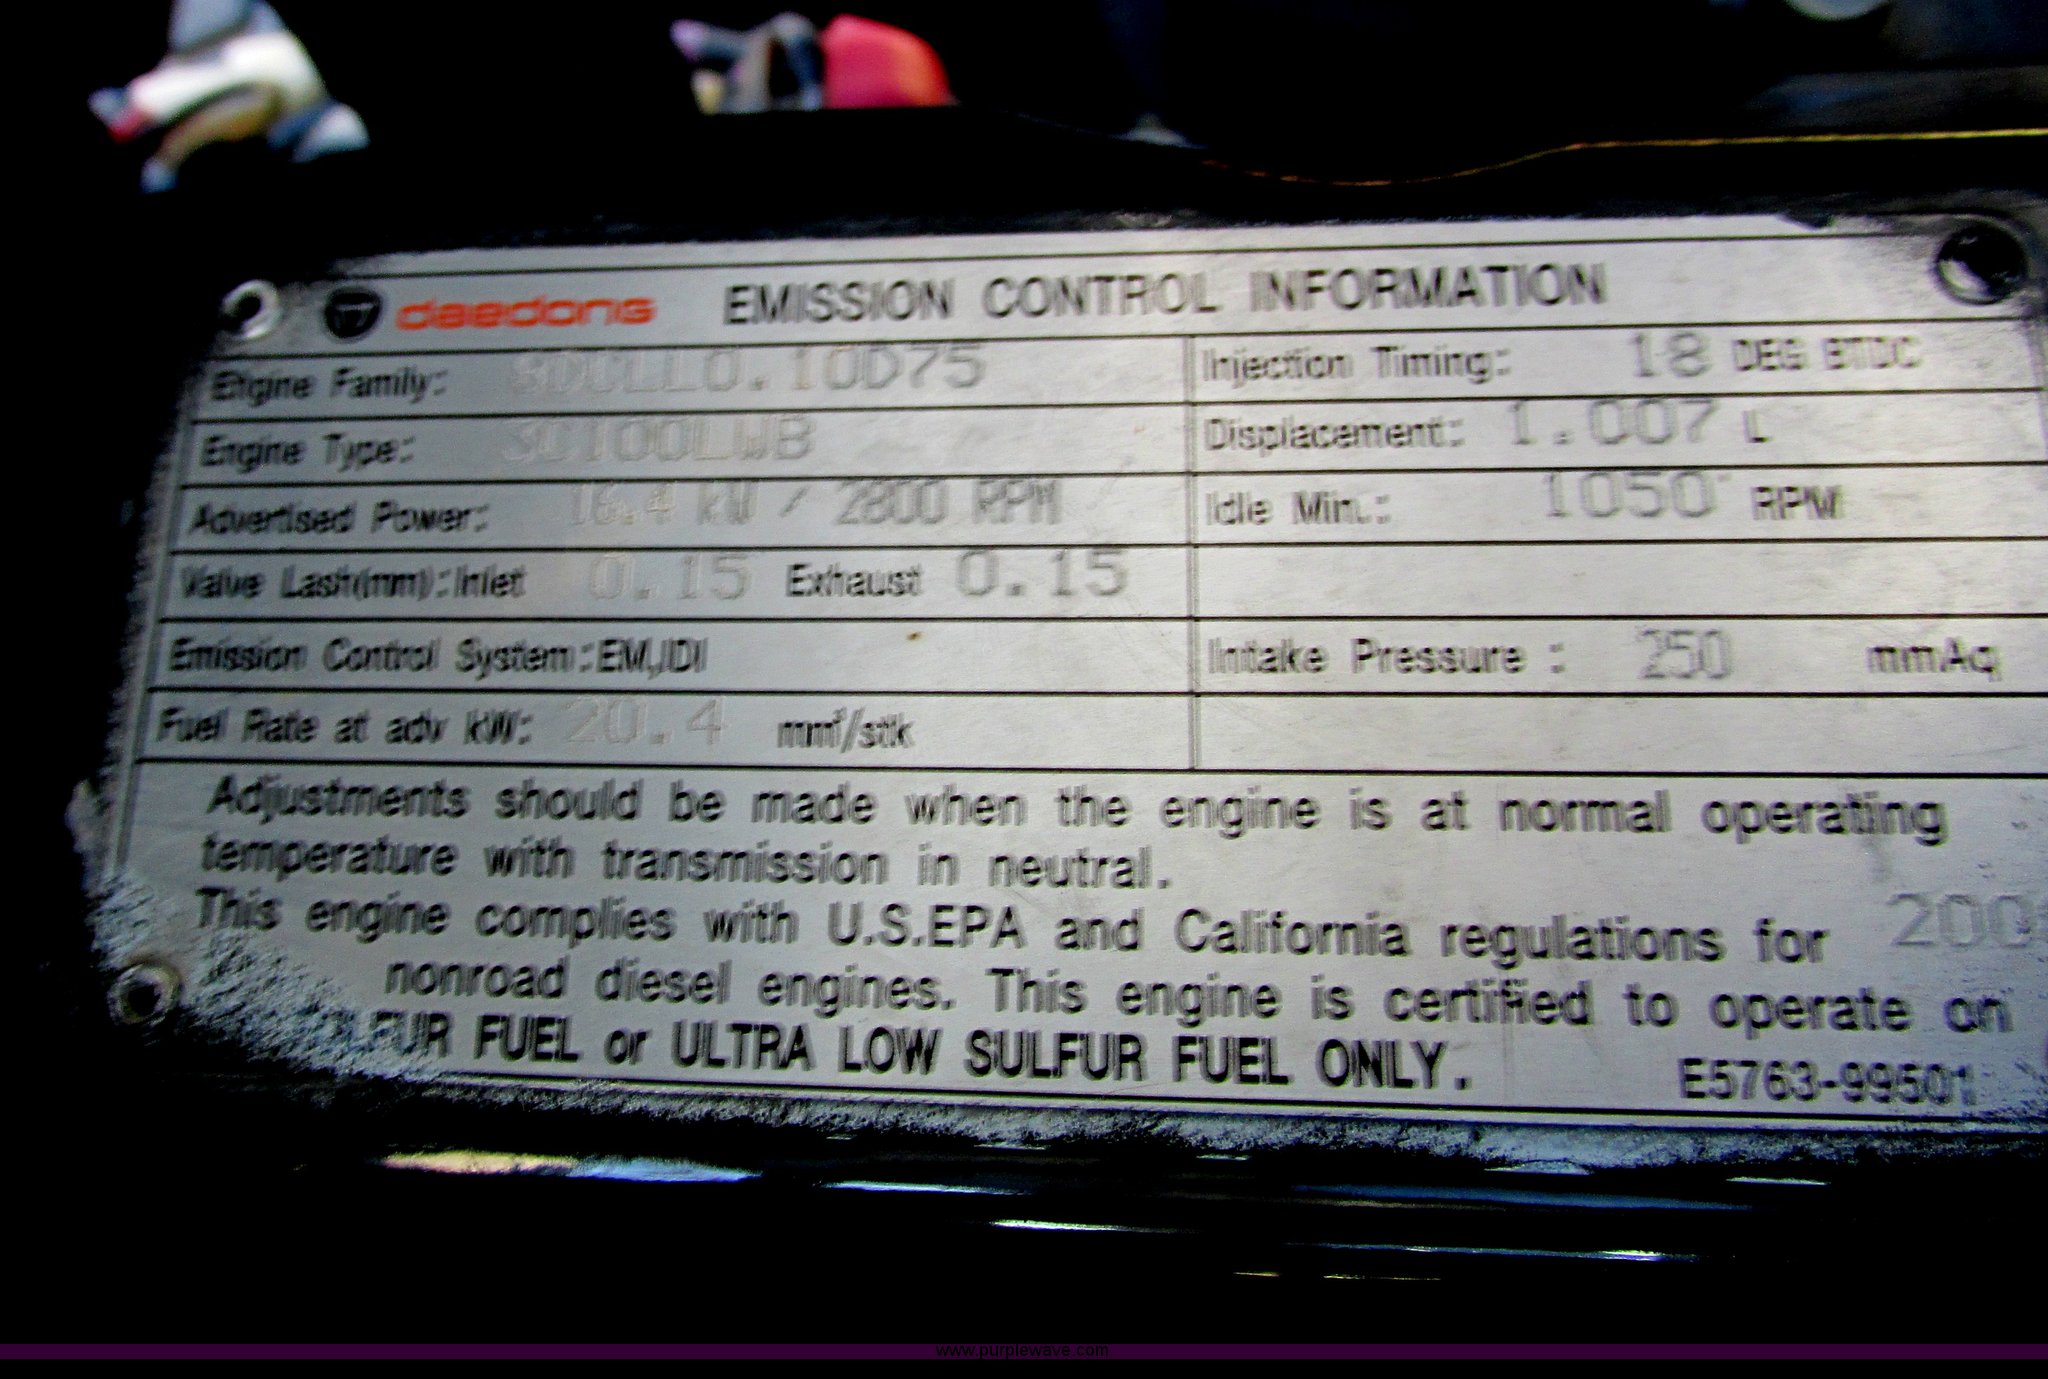 daedong EMISSION CONTROL INFORMATION
Engine Family: 8DCLL0.10D75 Injection Timing: 18 DEG BTDC
Engine Type: 3C100LWB Displacement: 1.007 L
Advertised Power: 16.4 kW / 2800 RPM Idle Min.: 1050 RPM
Valve Lash(mm):Inlet 0.15 Exhaust 0.15
Emission Control System:EM,IDI Intake Pressure : 250 mmAq
Fuel Rate at adv kW: 20.4 mm³/stk
Adjustments should be made when the engine is at normal operating
temperature with transmission in neutral.
This engine complies with U.S.EPA and California regulations for 200
nonroad diesel engines. This engine is certified to operate on
FUEL or ULTRA LOW SULFUR FUEL ONLY. E5763-99501
www.purplewave.com